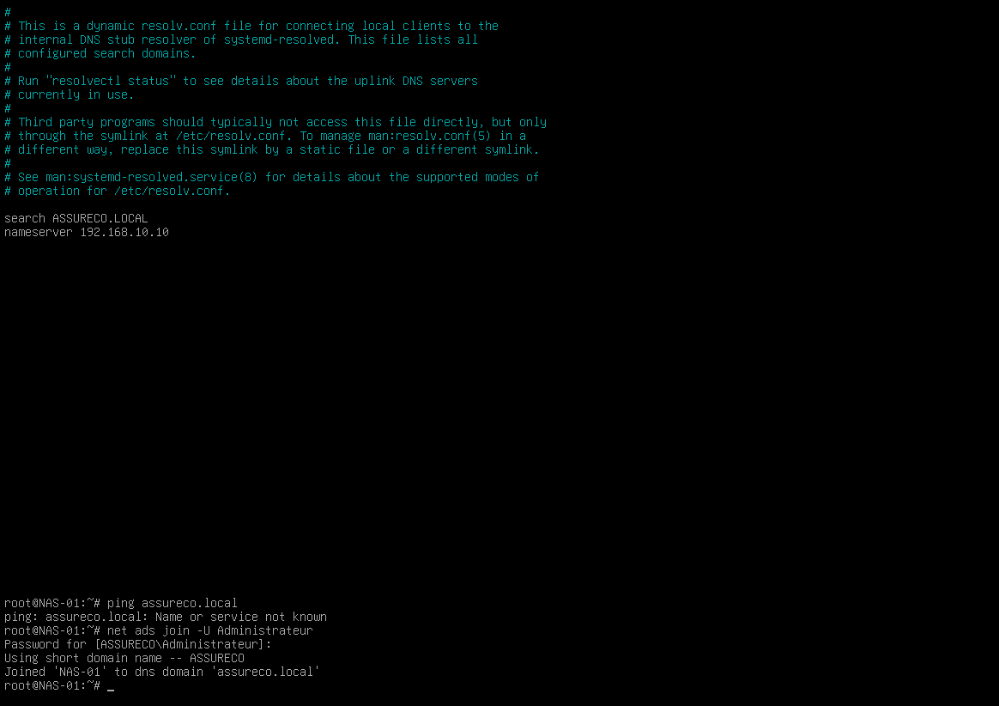 #
# This is a dynamic resolv.conf file for connecting local clients to the
# internal DNS stub resolver of systemd-resolved. This file lists all
# configured search domains.
#
# Run "resolvectl status" to see details about the uplink DNS servers
# currently in use.
#
# Third party programs should typically not access this file directly, but only
# through the symlink at /etc/resolv.conf. To manage man:resolv.conf(5) in a
# different way, replace this symlink by a static file or a different symlink.
#
# See man:systemd-resolved.service(8) for details about the supported modes of
# operation for /etc/resolv.conf.
search ASSURECO.LOCAL
nameserver 192.168.10.10
root@NAS-01:~# ping assureco.local
ping: assureco.local: Name or service not known
root@NAS-01:~# net ads join -U Administrateur
Password for [ASSURECO\Administrateur]:
Using short domain name -- ASSURECO
Joined 'NAS-01' to dns domain 'assureco.local'
root@NAS-01:~# _